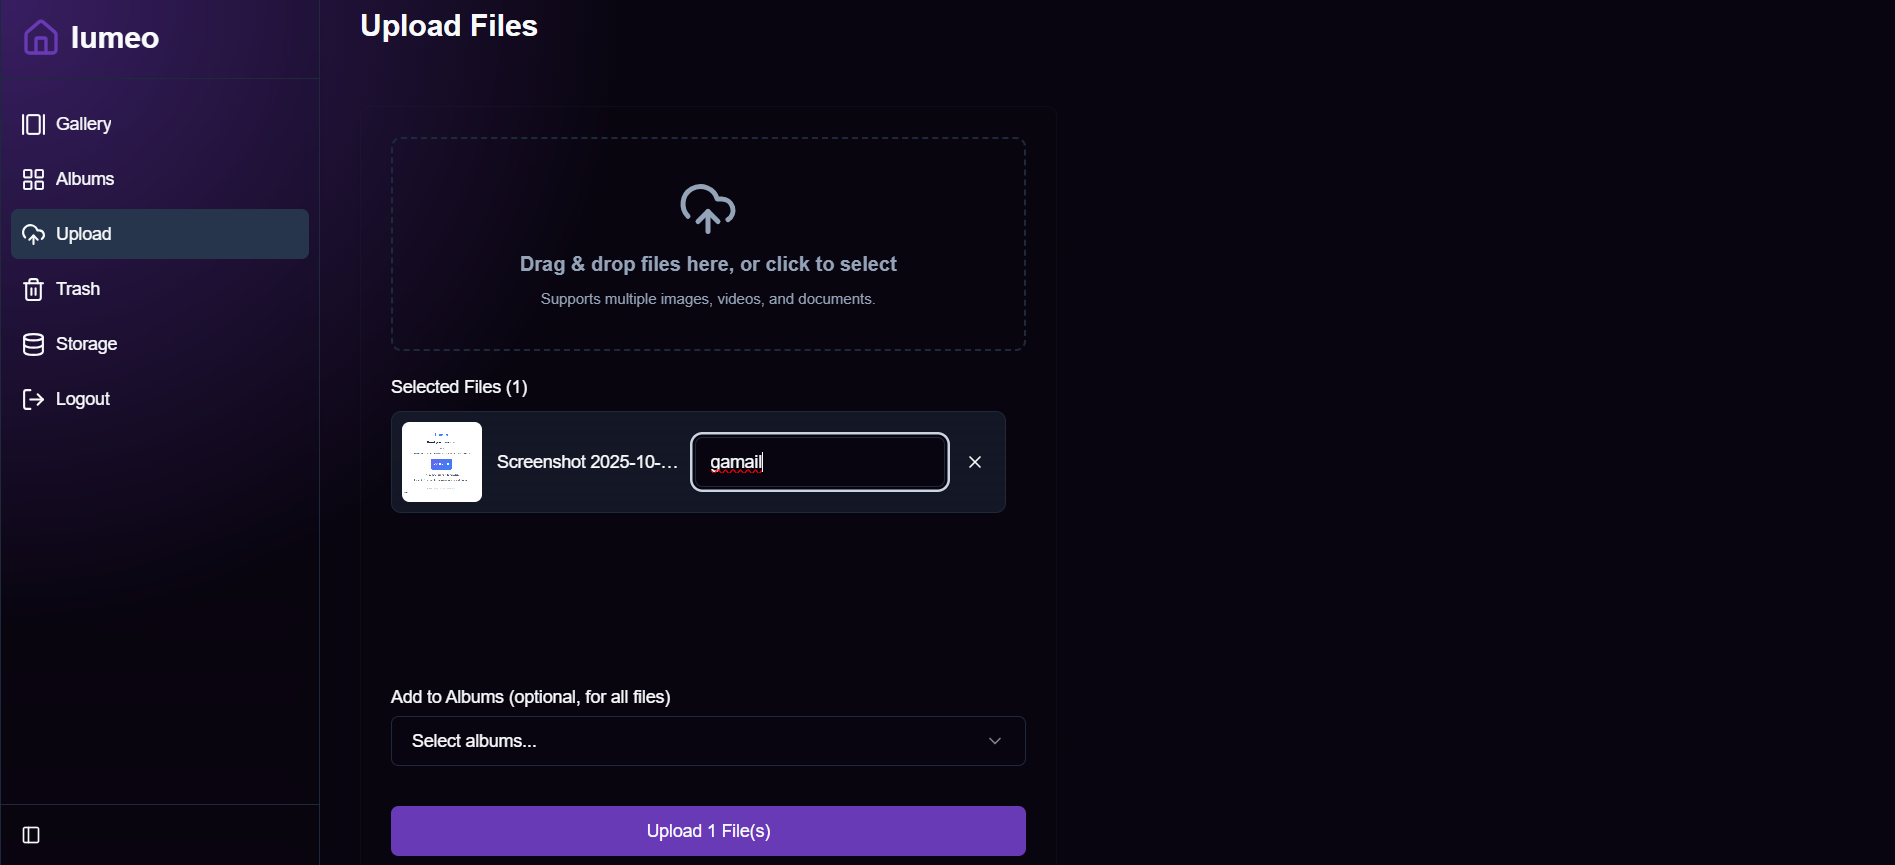 lumeo
Gallery
Albums
Upload
Trash
Storage
Logout
Upload Files
Drag & drop files here, or click to select
Supports multiple images, videos, and documents.
Selected Files (1)
Screenshot 2025-10-...
gamail
Add to Albums (optional, for all files)
Select albums...
Upload 1 File(s)